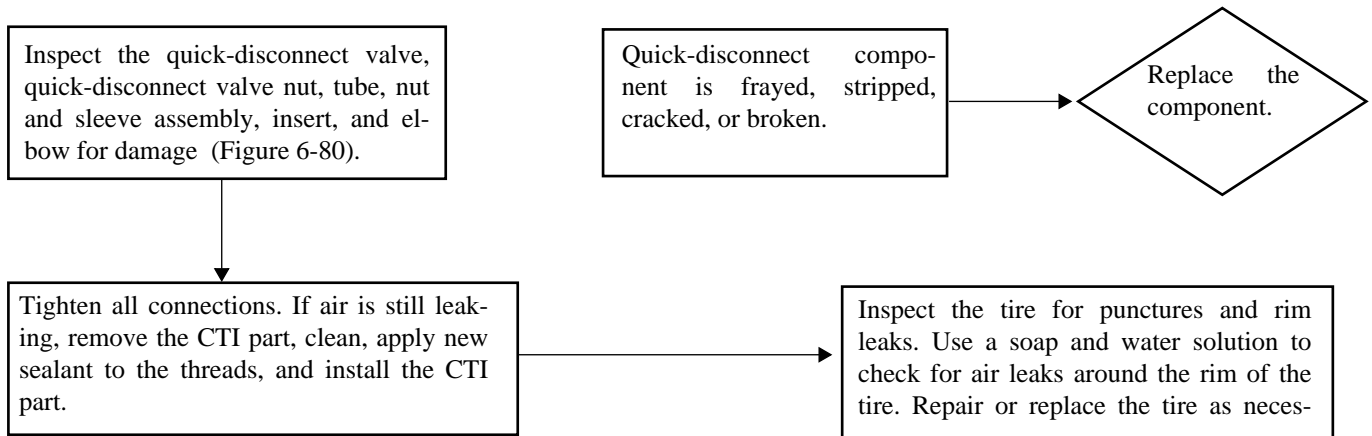 Inspect the quick-disconnect valve,
quick-disconnect valve nut, tube, nut
and sleeve assembly, insert, and el-
bow for damage (Figure 6-80).
Quick-disconnect compo-
nent is frayed, stripped,
cracked, or broken.
Replace the
component.
Tighten all connections. If air is still leak-
ing, remove the CTI part, clean, apply new
sealant to the threads, and install the CTI
part.
Inspect the tire for punctures and rim
leaks. Use a soap and water solution to
check for air leaks around the rim of the
tire. Repair or replace the tire as neces-